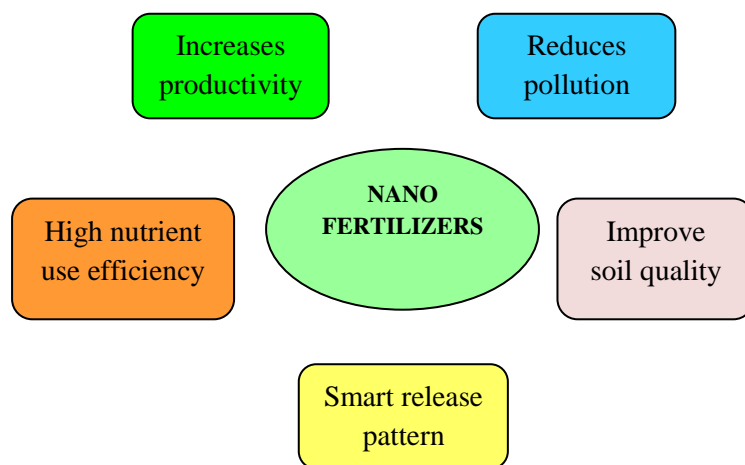 Increases
productivity
Reduces
pollution
NANO
FERTILIZERS
High nutrient
use efficiency
Improve
soil quality
Smart release
pattern